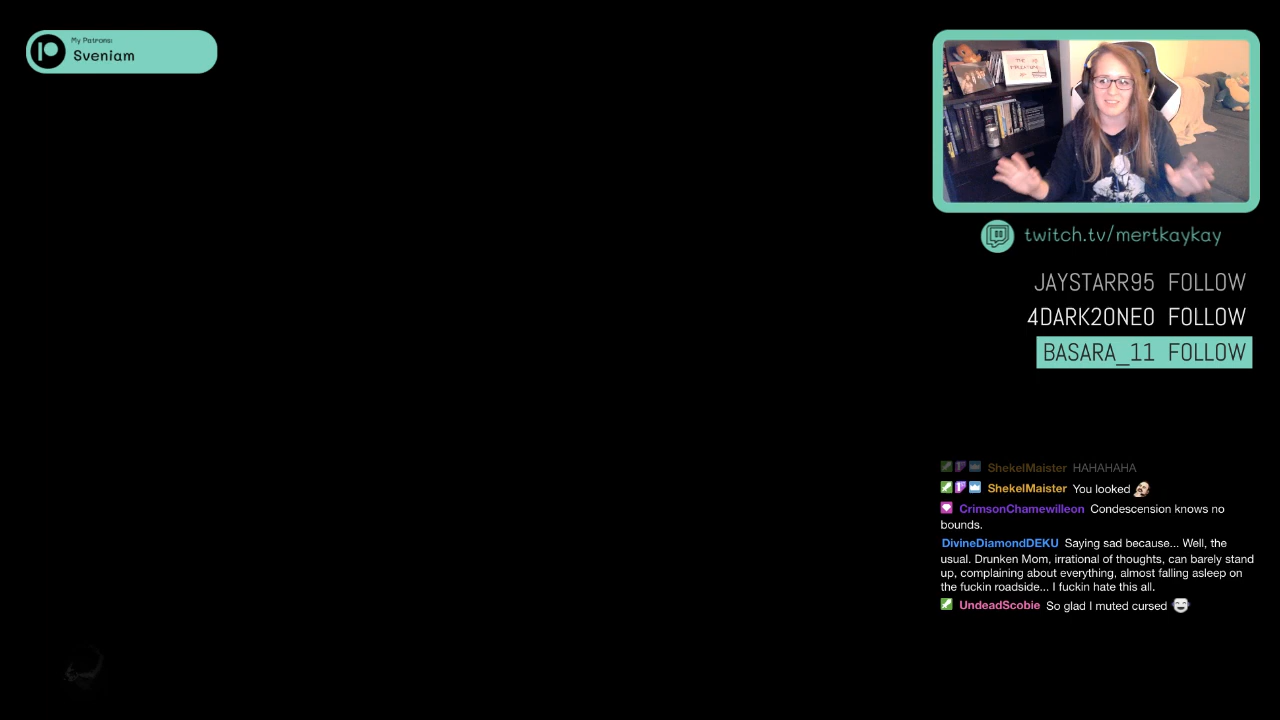 My Patrons:
Sveniam
twitch.tv/mertkaykay
JAYSTARR95 FOLLOW
4DARK2ONE0 FOLLOW
BASARA_11 FOLLOW
ShekelMaister HAHAHAHA
ShekelMaister You looked
CrimsonChamewilleon Condescension knows no
bounds.
DivineDiamondDEKU Saying sad because... Well, the
usual. Drunken Mom, irrational of thoughts, can barely stand
up, complaining about everything, almost falling asleep on
the fuckin roadside... I fuckin hate this all.
UndeadScobie So glad I muted cursed